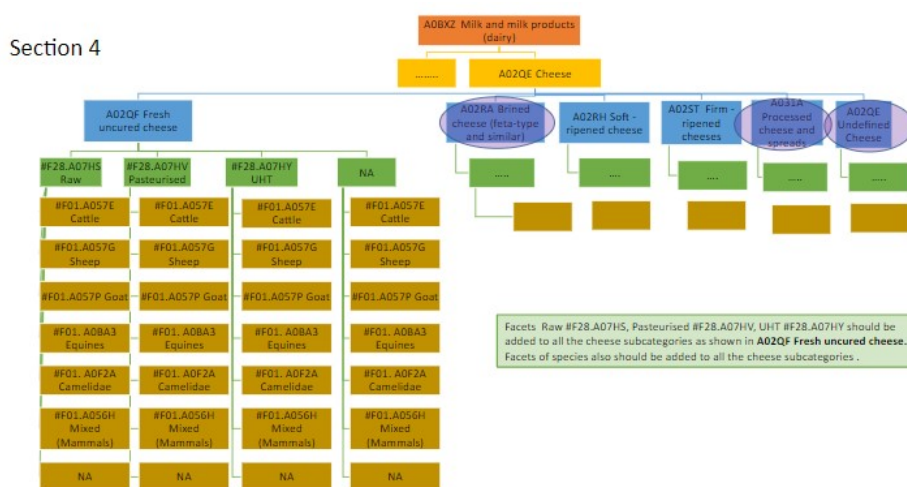 Section 4
A0BXZ Milk and milk products
(dairy)
........
A02QE Cheese
A02QF Fresh
uncured cheese
A02RA Brined
cheese (feta-type
and similar)
A02RH Soft -
ripened cheese
A02ST Firm -
ripened
cheeses
A031A
Processed
cheese and
spreads
A02QE
Undefined
Cheese
#F28.A07HS
Raw
#F28.A07HV
Pasteurised
#F28.A07HY
UHT
NA
.....
....
....
.....
.....
#F01.A057E
Cattle
#F01.A057E
Cattle
#F01.A057E
Cattle
#F01.A02RA
Cattle
#F01.A057G
Sheep
#F01.A057G
Sheep
#F01.A057G
Sheep
#F01.A057G
Sheep
#F01.A057P Goat
#F01.A057P Goat
#F01.A057P Goat
#F01.A057P Goat
#F01. A0BA3
Equines
#F01. A0BA3
Equines
#F01. A0BA3
Equines
#F01. A0BA3
Equines
#F01. A0F2A
Camelidae
#F01. A0F2A
Camelidae
#F01. A0F2A
Camelidae
#F01. A0F2A
Camelidae
#F01.A056H
Mixed
(Mammals)
#F01.A056H
Mixed
(Mammals)
#F01.A056H
Mixed
(Mammals)
#F01.A056H
Mixed
(Mammals)
NA
NA
NA
NA
Facets Raw #F28.A07HS, Pasteurised #F28.A07HV, UHT #F28.A07HY should be
added to all the cheese subcategories as shown in A02QF Fresh uncured cheese.
Facets of species also should be added to all the cheese subcategories .